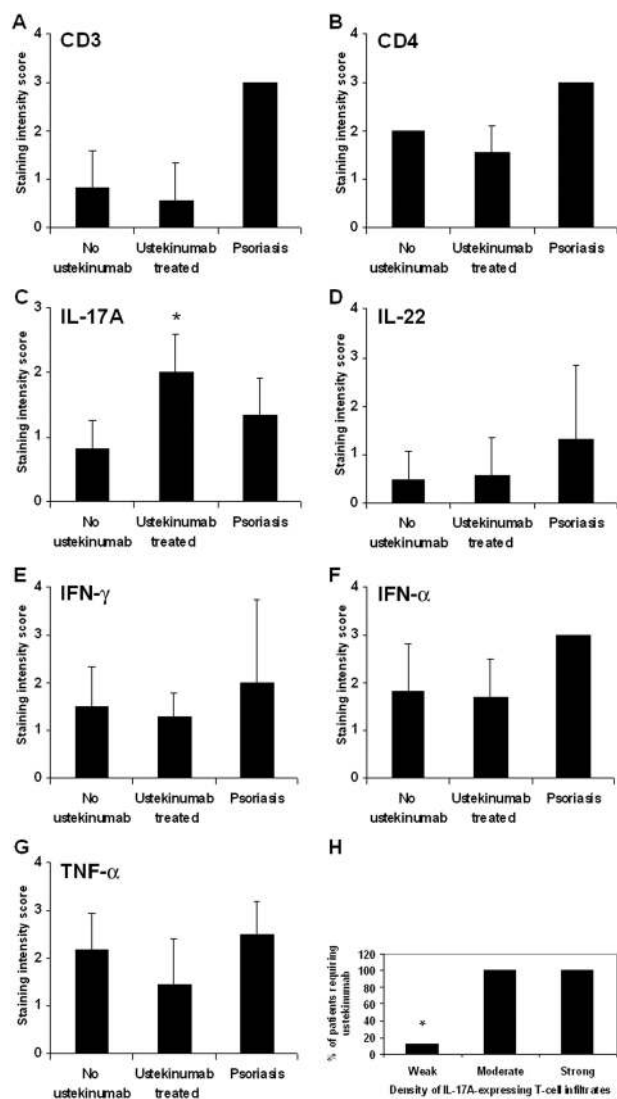 A
CD3
Staining intensity score
4
3
2
1
0
No ustekinumab
Ustekinumab treated
Psoriasis
B
CD4
Staining intensity score
4
3
2
1
0
No ustekinumab
Ustekinumab treated
Psoriasis
C
IL-17A
Staining intensity score
3
2
1
0
*
No ustekinumab
Ustekinumab treated
Psoriasis
D
IL-22
Staining intensity score
4
3
2
1
0
No ustekinumab
Ustekinumab treated
Psoriasis
E
IFN-γ
Staining intensity score
4
3
2
1
0
No ustekinumab
Ustekinumab treated
Psoriasis
F
IFN-α
Staining intensity score
4
3
2
1
0
No ustekinumab
Ustekinumab treated
Psoriasis
G
TNF-α
Staining intensity score
4
3
2
1
0
No ustekinumab
Ustekinumab treated
Psoriasis
H
% of patients requiring ustekinumab
120
100
80
60
40
20
0
*
Weak
Moderate
Strong
Density of IL-17A-expressing T-cell infiltrates